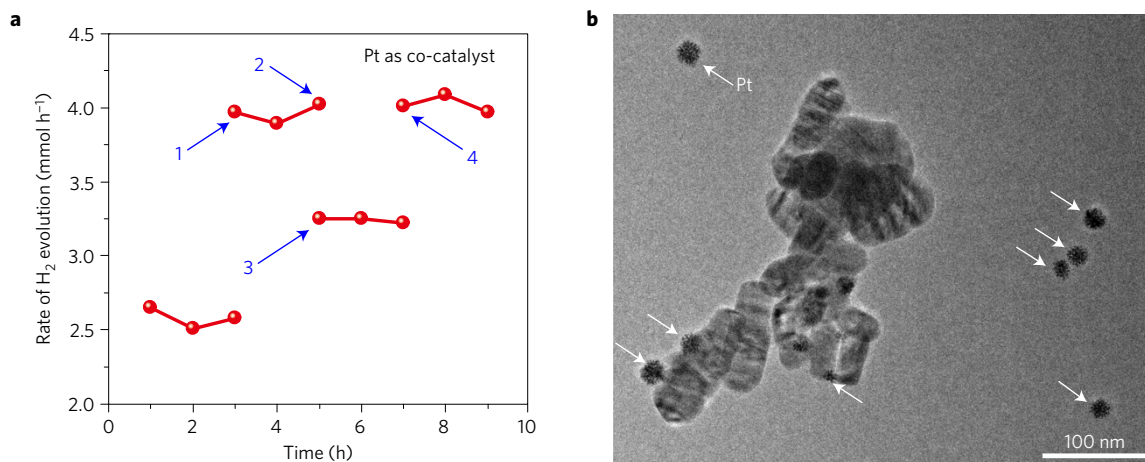 a
4.5
4.0
3.5
3.0
2.5
2.0
0 2 4 6 8 10
Time (h)
Rate of H₂ evolution (mmol h⁻¹)
Pt as co-catalyst
1
2
3
4
b
Pt
100 nm